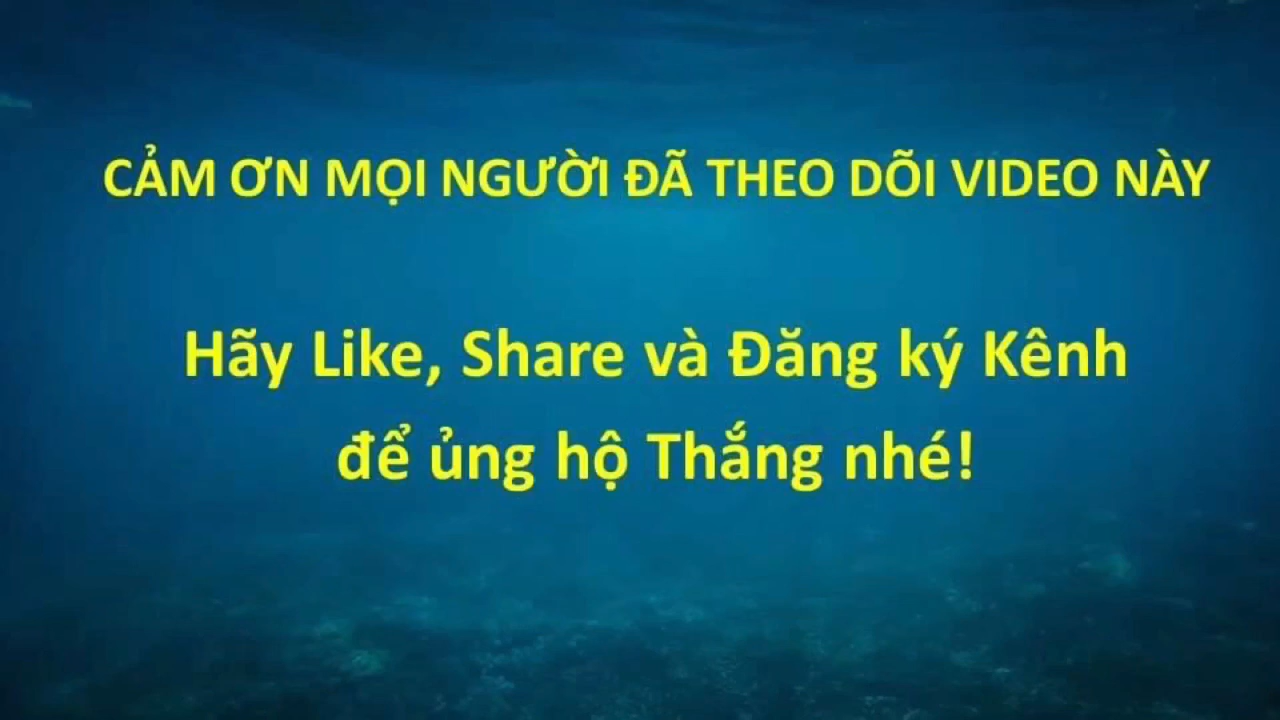 CẢM ƠN MỌI NGƯỜI ĐÃ THEO DÕI VIDEO NÀY
Hãy Like, Share và Đăng ký Kênh
để ủng hộ Thắng nhé!